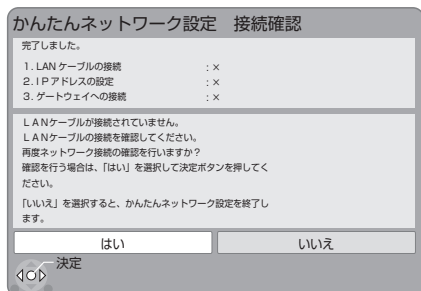 かんたんネットワーク設定　接続確認
完了しました。
1. LAN ケーブルの接続　: ×
2. I P アドレスの設定　: ×
3. ゲートウェイへの接続　: ×
ＬＡＮケーブルが接続されていません。
ＬＡＮケーブルの接続を確認してください。
再度ネットワーク接続の確認を行いますか？
確認を行う場合は、「はい」を選択して決定ボタンを押してく
ださい。
「いいえ」を選択すると、かんたんネットワーク設定を終了し
ます。
はい　いいえ
決定